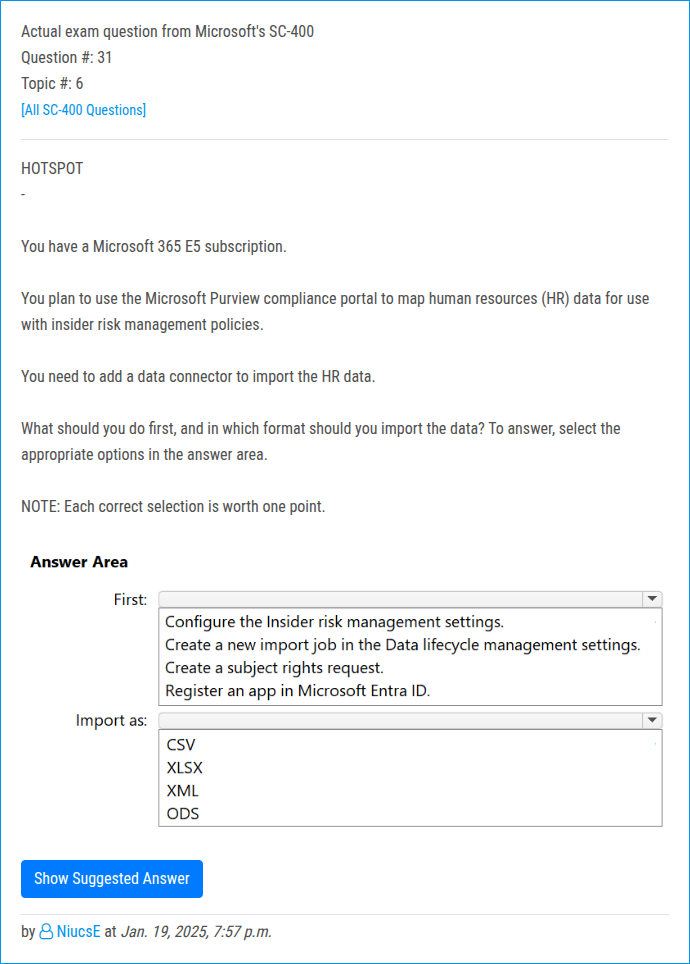 Actual exam question from Microsoft's SC-400
Question #: 31
Topic #: 6
[All SC-400 Questions]
HOTSPOT
-
You have a Microsoft 365 E5 subscription.
You plan to use the Microsoft Purview compliance portal to map human resources (HR) data for use
with insider risk management policies.
You need to add a data connector to import the HR data.
What should you do first, and in which format should you import the data? To answer, select the
appropriate options in the answer area.
NOTE: Each correct selection is worth one point.
Answer Area
First:
Configure the Insider risk management settings.
Create a new import job in the Data lifecycle management settings.
Create a subject rights request.
Register an app in Microsoft Entra ID.
Import as:
CSV
XLSX
XML
ODS
Show Suggested Answer
by NiucsE at Jan. 19, 2025, 7:57 p.m.